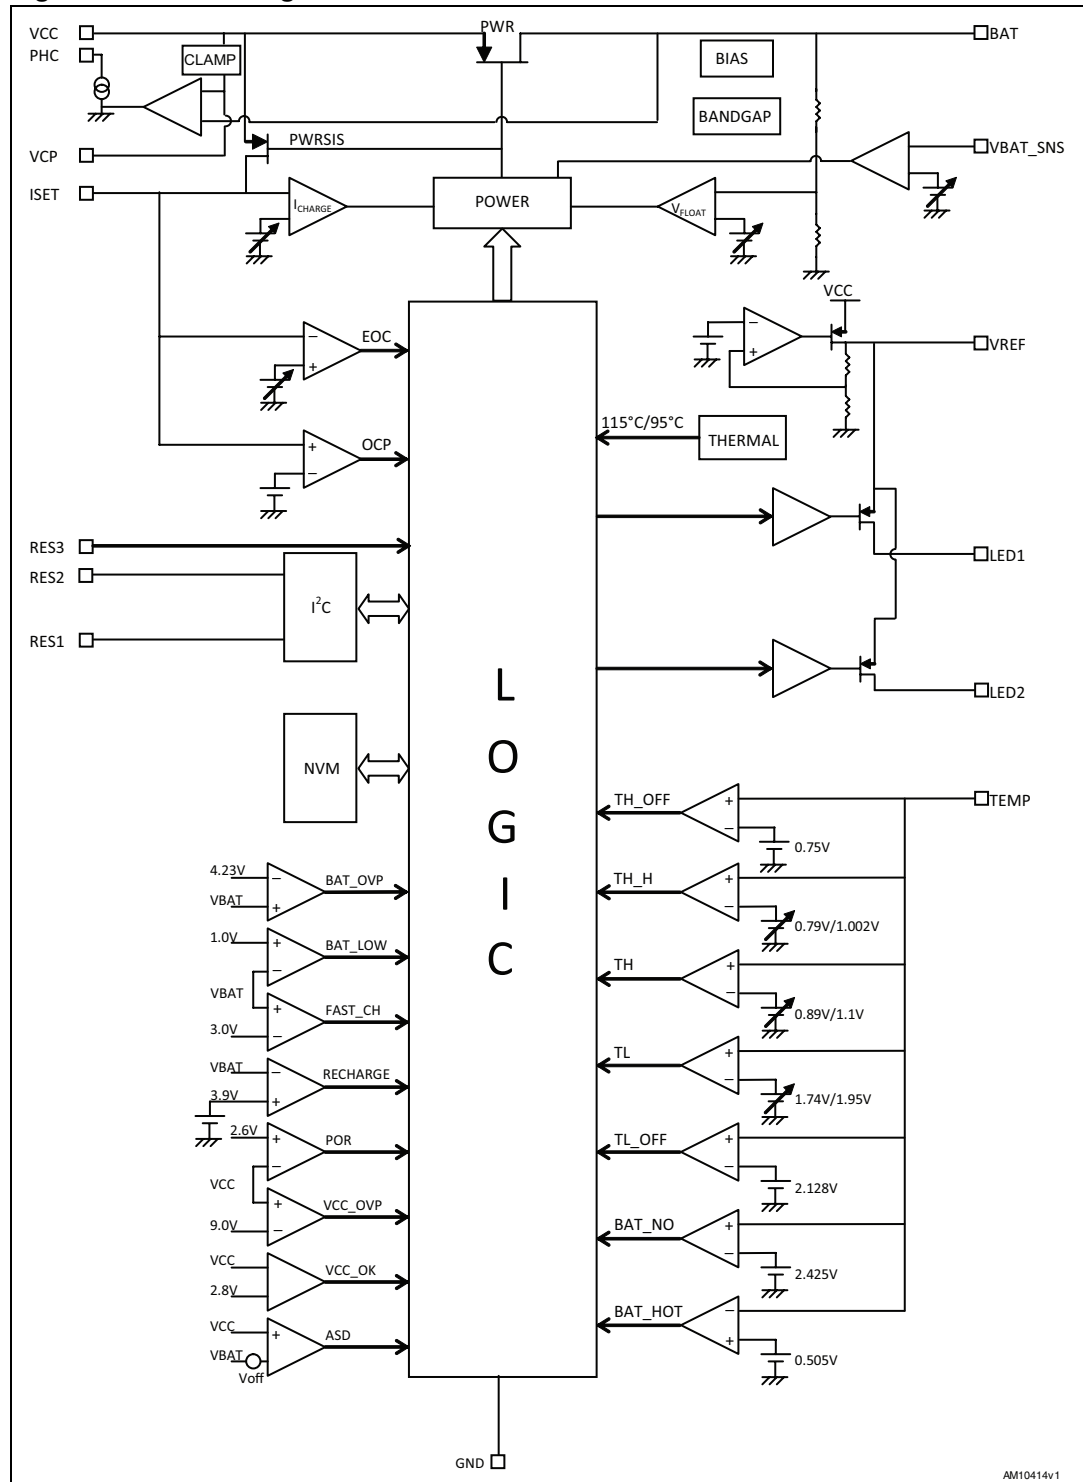 VCC
PWR
BAT
PHC
CLAMP
BIAS
BANDGAP
PWRSIS
VCP
VBAT_SNS
ISET
ICHARGE
POWER
VFLOAT
VCC
EOC
−
+
−
+
VREF
115°C/95°C
THERMAL
OCP
+
−
RES3
RES2
I2C
RES1
LED1
LED2
L
O
G
I
C
NVM
TH_OFF
+
−
0.75V
TEMP
4.23V
−
BAT_OVP
VBAT
+
TH_H
+
−
0.79V/1.002V
1.0V
+
BAT_LOW
−
VBAT
TH
+
−
0.89V/1.1V
+
FAST_CH
3.0V
−
VBAT
−
RECHARGE
3.9V
+
TL
+
−
1.74V/1.95V
2.6V
+
POR
−
VCC
TL_OFF
+
−
2.128V
+
VCC_OVP
9.0V
−
BAT_NO
+
−
2.425V
VCC
VCC_OK
2.8V
BAT_HOT
−
+
0.505V
VCC
+
ASD
VBAT
Voff
GND
AM10414v1